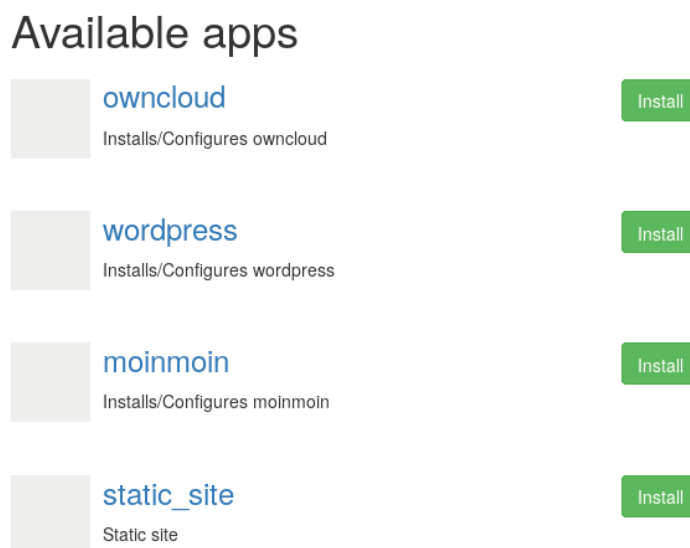 Available apps
owncloud
Install
Installs/Configures owncloud
wordpress
Install
Installs/Configures wordpress
moinmoin
Install
Installs/Configures moinmoin
static_site
Install
Static site